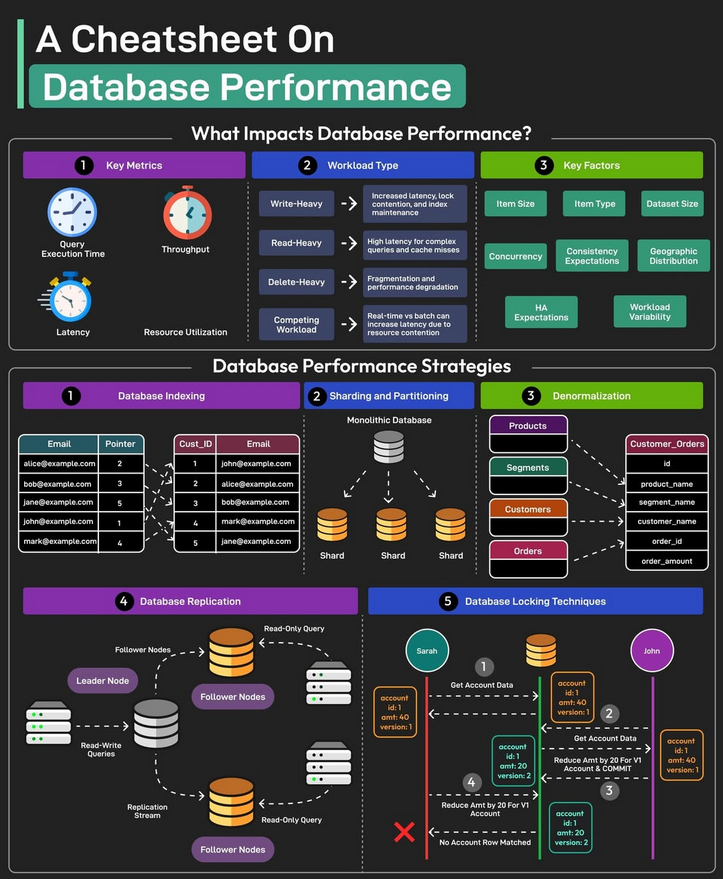 A Cheatsheet On
Database Performance
What Impacts Database Performance?
1 Key Metrics
Query
Execution Time
Throughput
Latency
Resource Utilization
2 Workload Type
Write-Heavy
Increased latency, lock
contention, and index
maintenance
Read-Heavy
High latency for complex
queries and cache misses
Delete-Heavy
Fragmentation and
performance degradation
Competing
Workload
Real-time vs batch can
increase latency due to
resource contention
3 Key Factors
Item Size
Item Type
Dataset Size
Concurrency
Consistency
Expectations
Geographic
Distribution
HA
Expectations
Workload
Variability
Database Performance Strategies
1 Database Indexing
Email Pointer
alice@example.com 2
bob@example.com 3
jane@example.com 5
john@example.com 1
mark@example.com 4
Cust_ID Email
1 john@example.com
2 alice@example.com
3 bob@example.com
4 mark@example.com
5 jane@example.com
2 Sharding and Partitioning
Monolithic Database
Shard Shard Shard
3 Denormalization
Products
Segments
Customers
Orders
Customer_Orders
id
product_name
segment_name
customer_name
order_id
order_amount
4 Database Replication
Read-Only Query
Follower Nodes
Leader Node
Follower Nodes
Read-Write
Queries
Replication
Stream
Read-Only Query
Follower Nodes
5 Database Locking Techniques
Sarah
John
1
Get Account Data
account
id: 1
amt: 40
version: 1
account
id: 1
amt: 40
version: 1
2
Get Account Data
account
id: 1
amt: 40
version: 1
account
id: 1
amt: 20
version: 2
Reduce Amt by 20 For V1
Account & COMMIT
3
4
Reduce Amt by 20 For V1
Account
No Account Row Matched
account
id: 1
amt: 20
version: 2